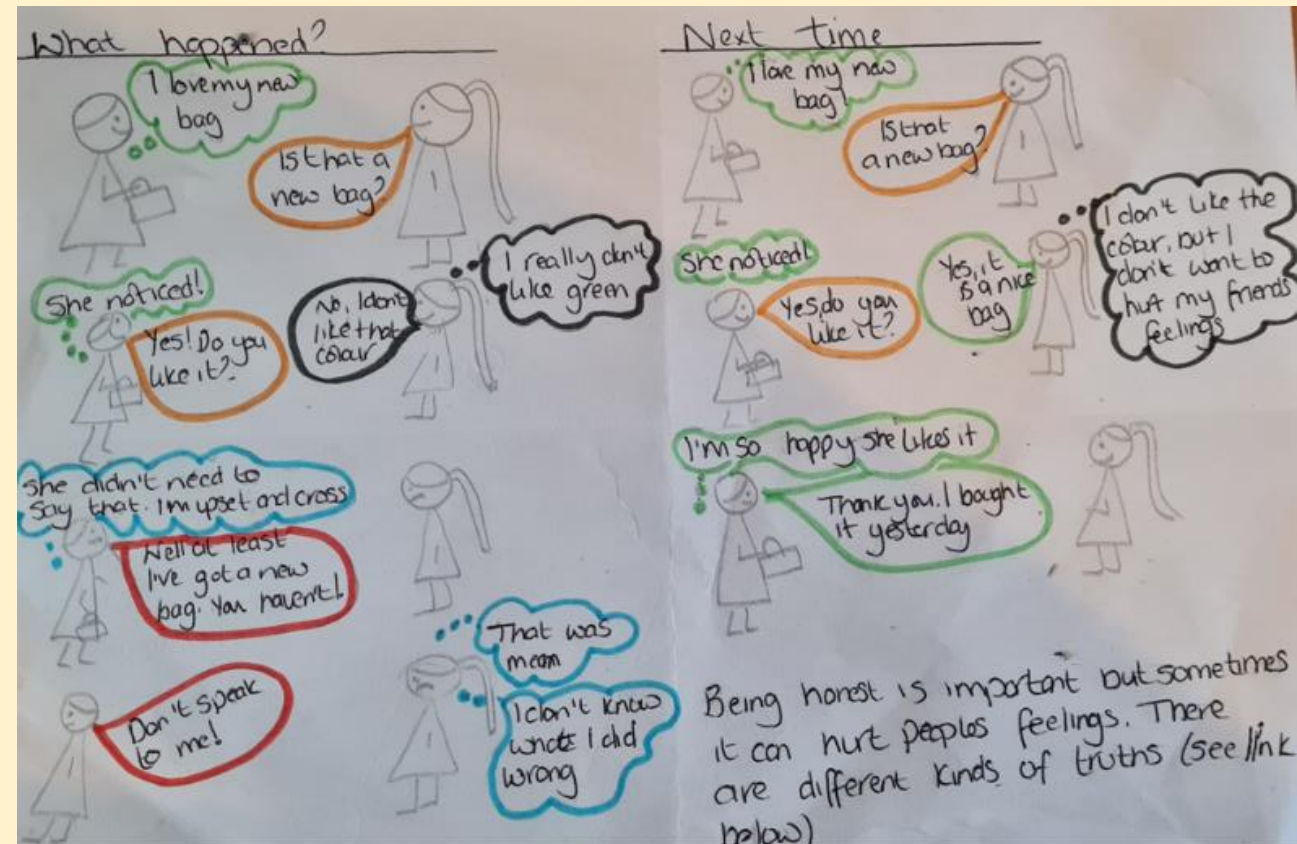 What happened?
I love my new
bag
Is that a
new bag?
She noticed!
Yes! Do you
like it?
No, I don't
like that
colour
I really don't
like green
She didn't need to
say that. I'm upset and cross
Well at least
I've got a new
bag. You haven't!
That was
mean
Don't speak
to me!
I don't know
what I did
wrong
Next time
I love my new
bag!
Is that
a new bag?
She noticed!
Yes, do you
like it?
Yes, it
is a nice
bag
I don't like the
colour, but I
don't want to
hurt my friends
feelings
I'm so happy she likes it
Thank you. I bought
it yesterday
Being honest is important but sometimes
it can hurt peoples feelings. There
are different kinds of truths (see link
below)